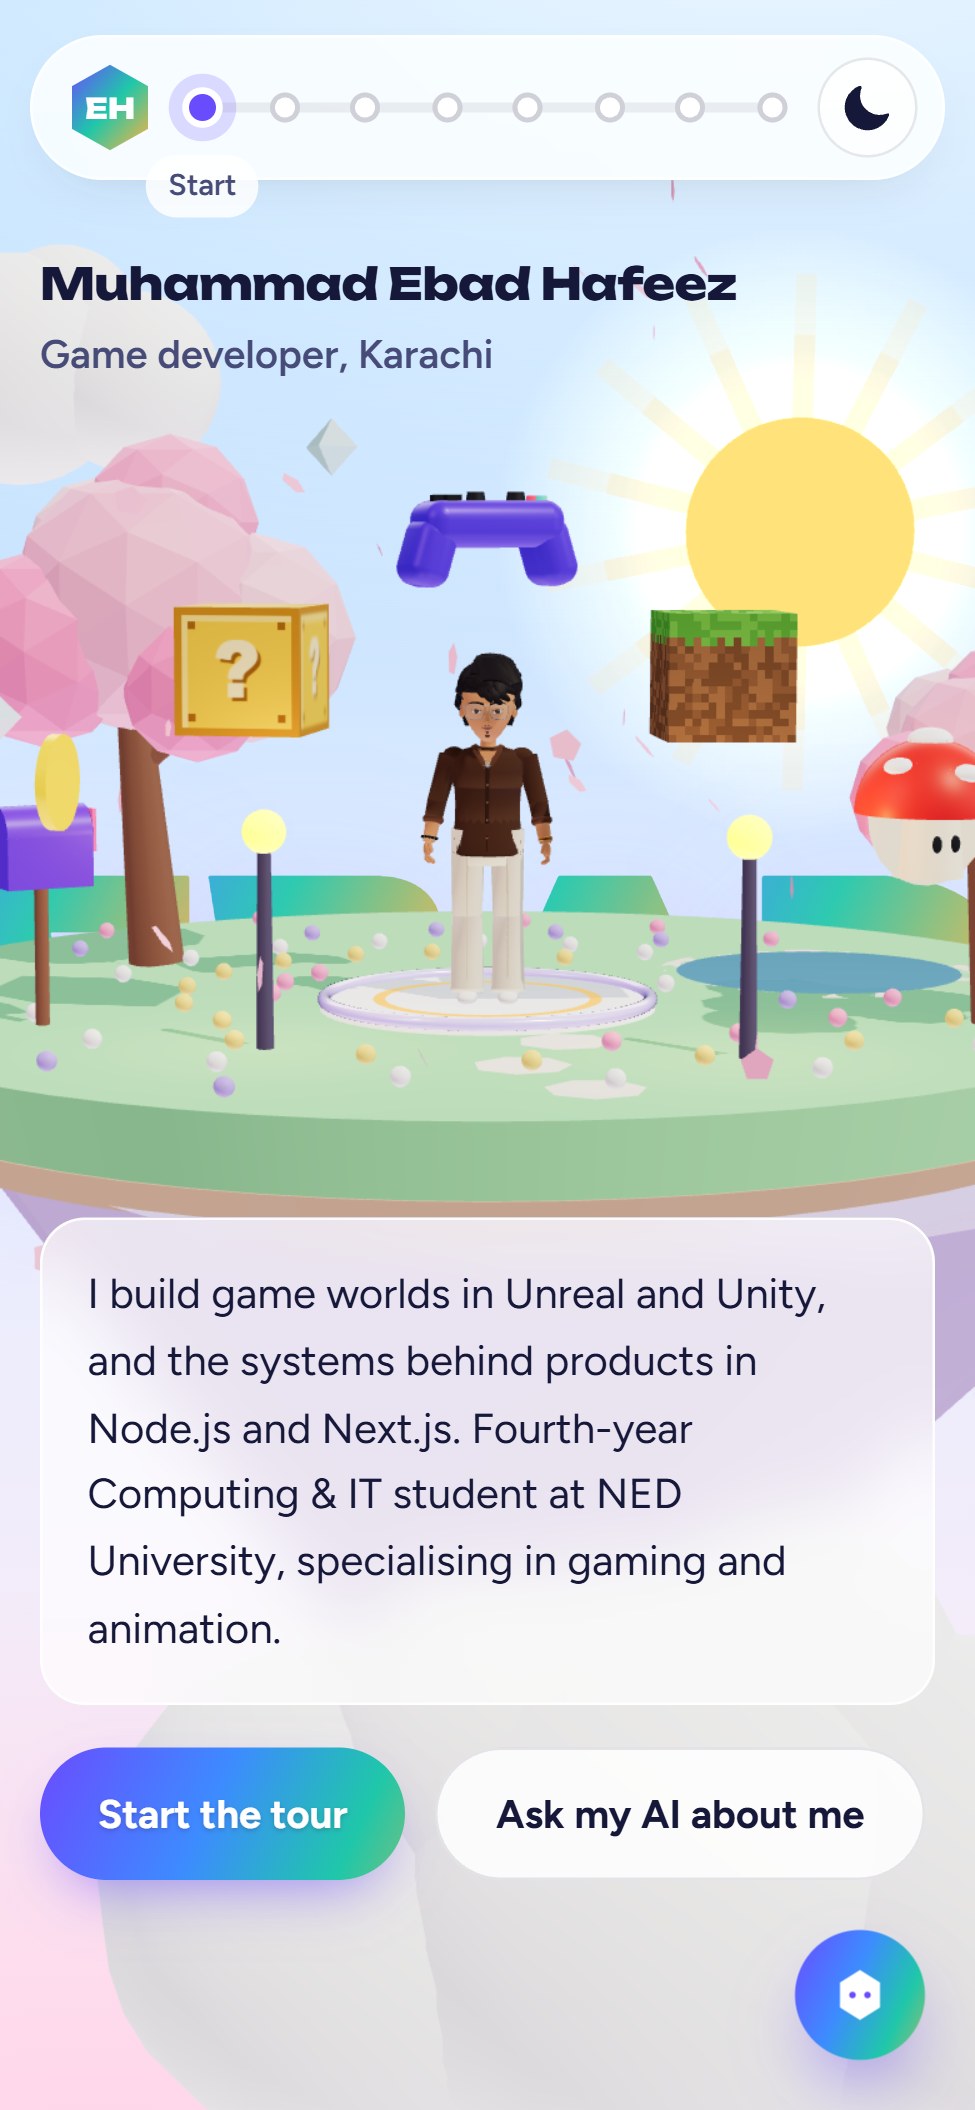 EH
Start
Muhammad Ebad Hafeez
Game developer, Karachi
?
?
I build game worlds in Unreal and Unity,
and the systems behind products in
Node.js and Next.js. Fourth-year
Computing & IT student at NED
University, specialising in gaming and
animation.
Start the tour
Ask my AI about me